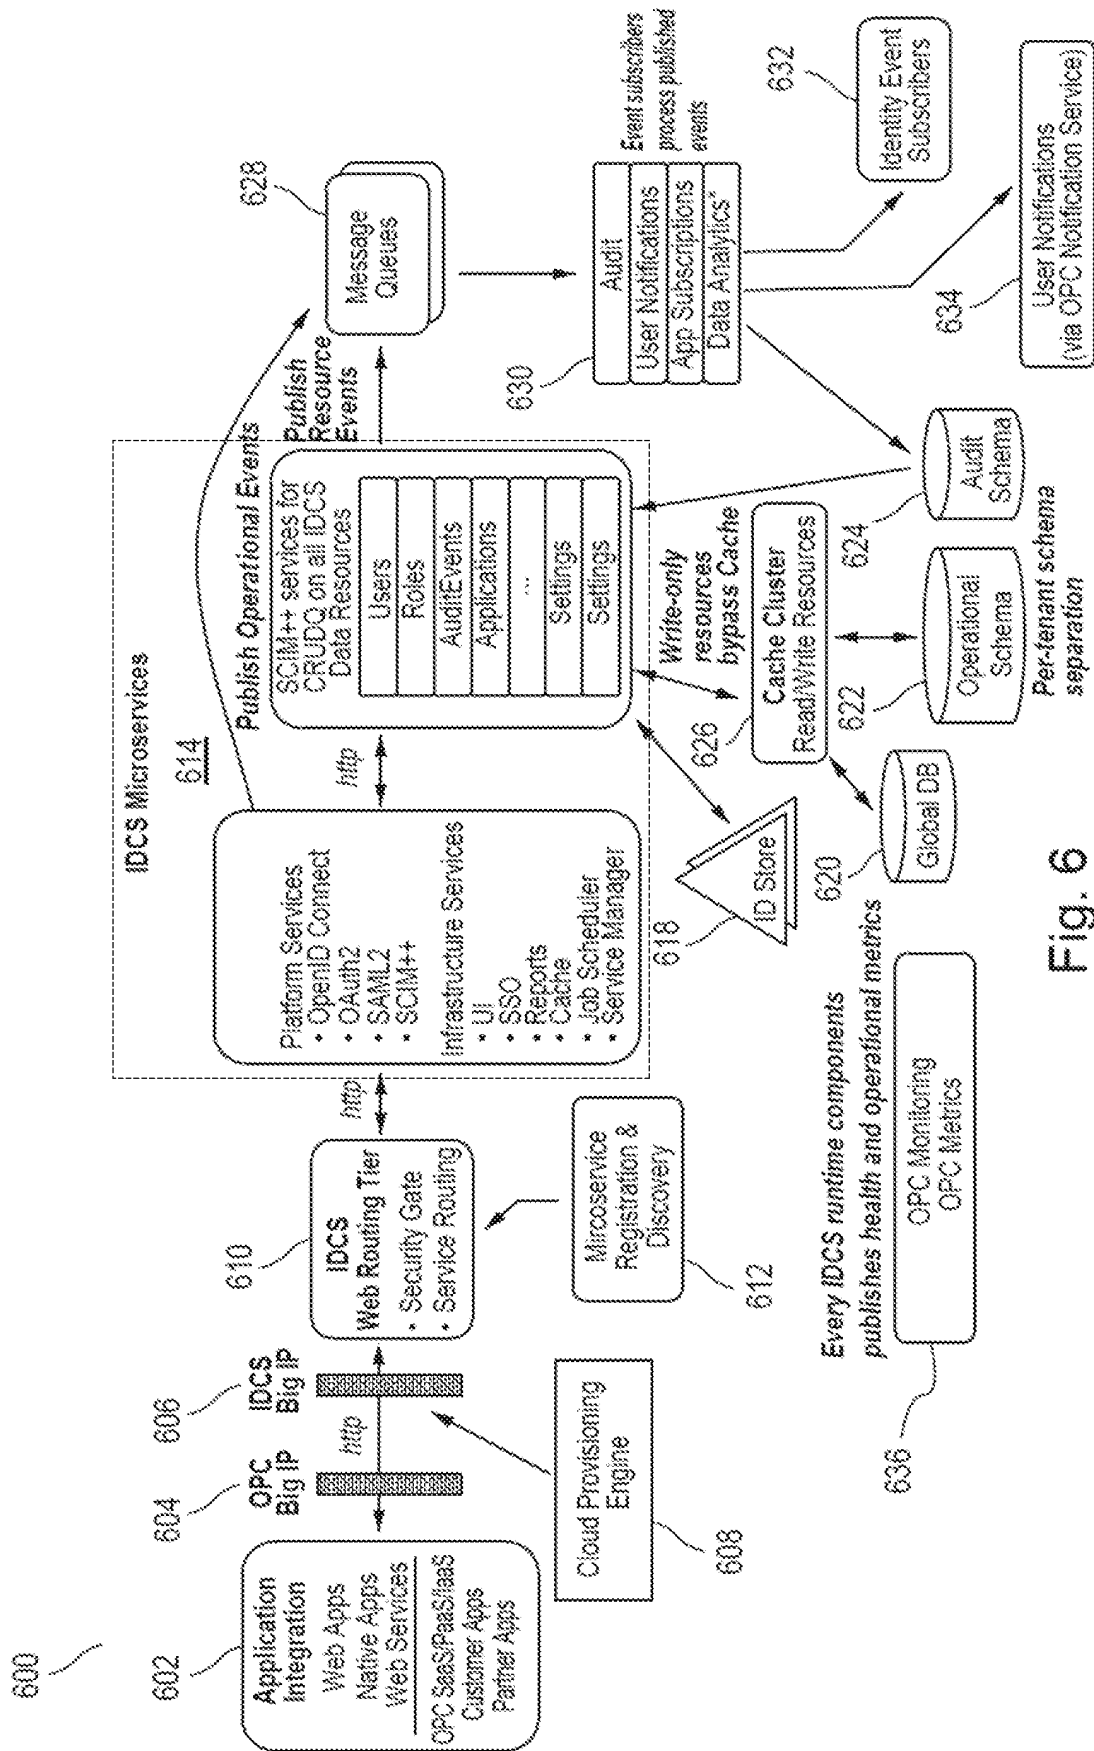 600
602
Application
Integration
Web Apps
Native Apps
Web Services
OPC SaaS/PaaS/IaaS
Customer Apps
Partner Apps
604
OPC
Big IP
http
606
IDCS
Big IP
Cloud Provisioning
Engine
608
610
IDCS
Web Routing Tier
• Security Gate
• Service Routing
Mircoservice
Registration &
Discovery
612
http
IDCS Microservices
614
Platform Services
• OpenID Connect
• OAuth2
• SAML2
• SCIM++
Infrastructure Services
• UI
• SSO
• Reports
• Cache
• Job Scheduler
• Service Manager
http
Publish Operational Events
SCIM++ services for
CRUDQ on all IDCS
Data Resources
Users
Roles
AuditEvents
Applications
...
Settings
Settings
Publish
Resource
Events
628
Message
Queues
630
Audit
User Notifications
App Subscriptions
Data Analytics*
Event subscribers
process published
events
632
Identity Event
Subscribers
634
User Notifications
(via OPC Notification Service)
618
ID Store
Write-only
resources
bypass Cache
626
Cache Cluster
Read/Write Resources
620
Global DB
622
Operational
Schema
624
Audit
Schema
Per-tenant schema
separation
Every IDCS runtime components
publishes health and operational metrics
OPC Monitoring
OPC Metrics
636
Fig. 6